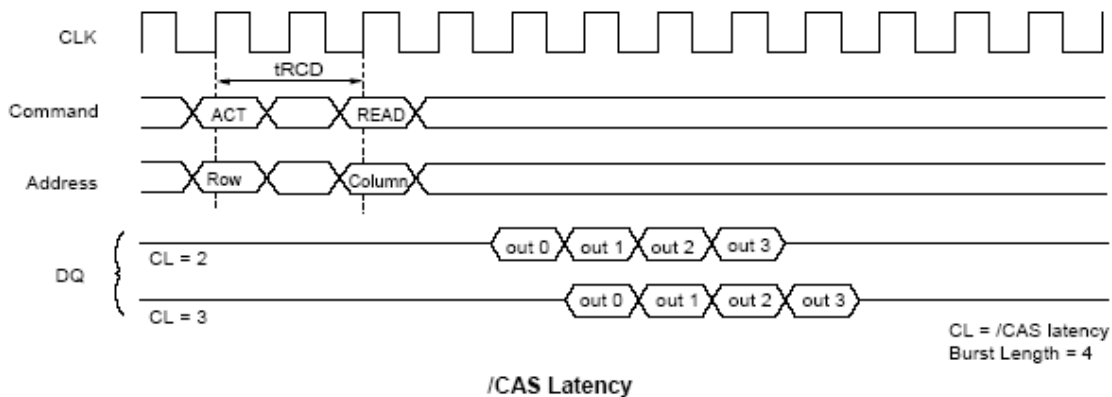 CLK
tRCD
Command
ACT
READ
Address
Row
Column
DQ
CL = 2
out 0
out 1
out 2
out 3
CL = 3
out 0
out 1
out 2
out 3
CL = /CAS latency
Burst Length = 4
/CAS Latency